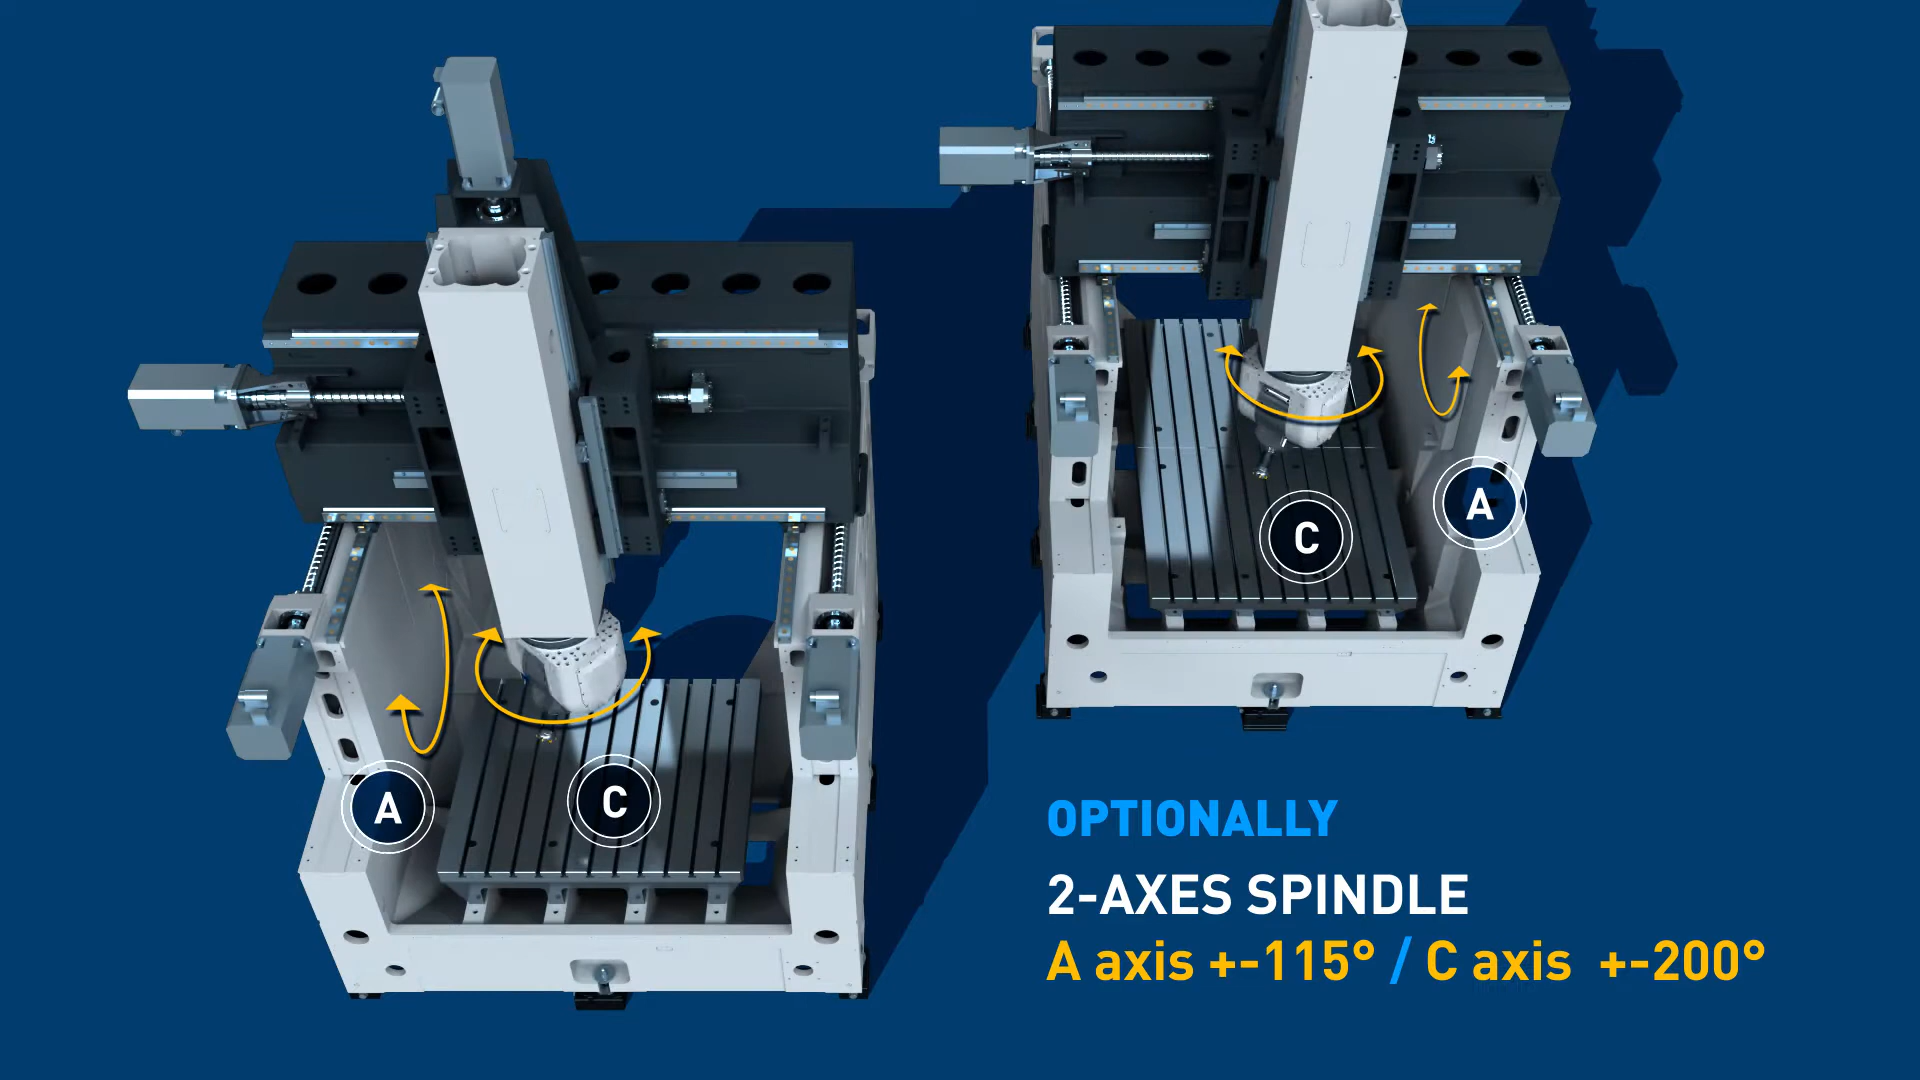 C
A
A
C
OPTIONALLY
2-AXES SPINDLE
A axis +-115° / C axis +-200°